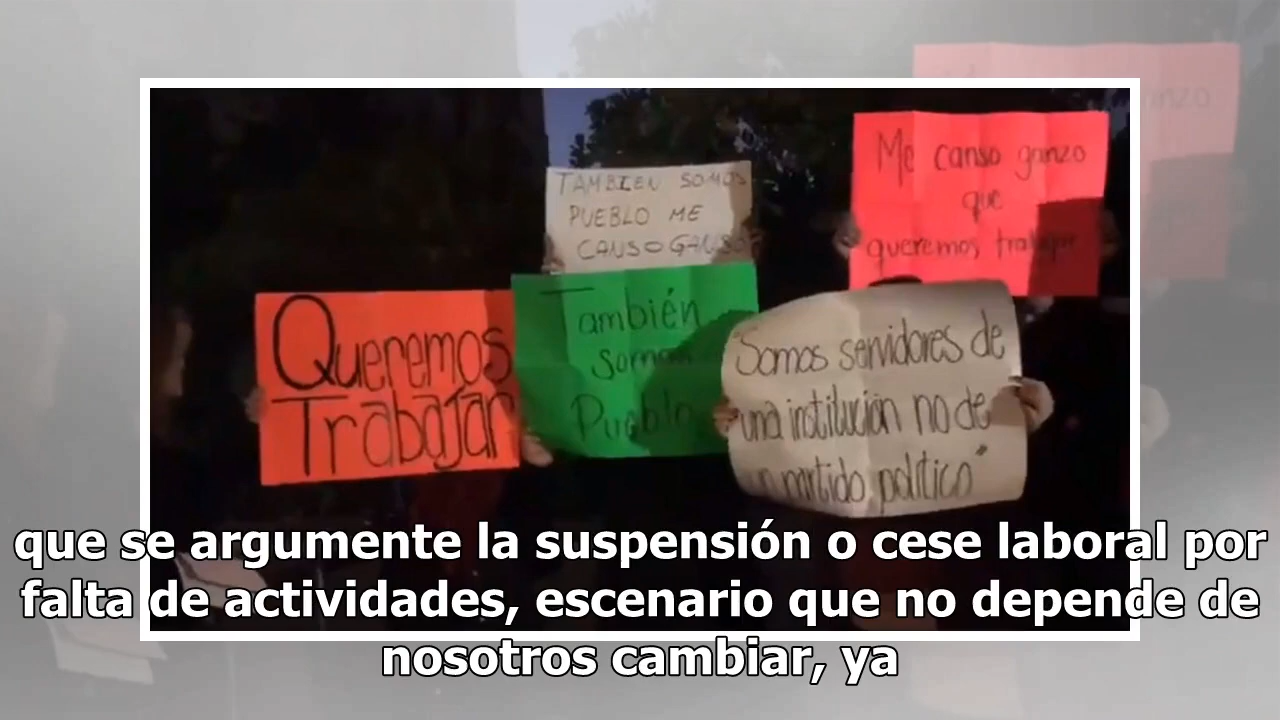 TAMBIEN SOMOS
PUEBLO ME
CANSO GANSO
Me canso ganzo
que
queremos trabajar
Queremos
Trabajar
También
somos
Pueblo
"Somos servidores de
una institución no de
un partido político"
que se argumente la suspensión o cese laboral por
falta de actividades, escenario que no depende de
nosotros cambiar, ya